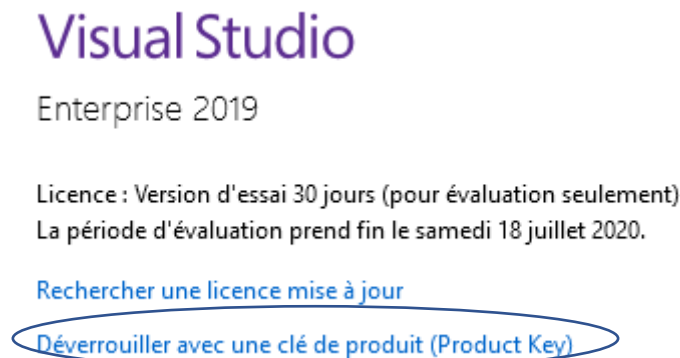 Visual Studio
Enterprise 2019
Licence : Version d'essai 30 jours (pour évaluation seulement)
La période d'évaluation prend fin le samedi 18 juillet 2020.
Rechercher une licence mise à jour
Déverrouiller avec une clé de produit (Product Key)